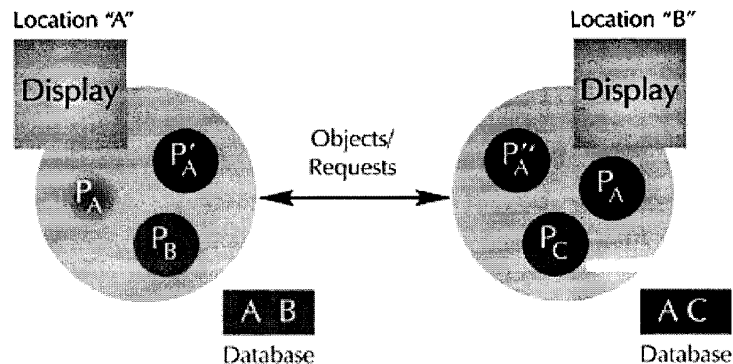 Location "A"
Display
P'A
PA
PB
A B
Database
Objects/
Requests
Location "B"
Display
P''A
PA
PC
A C
Database